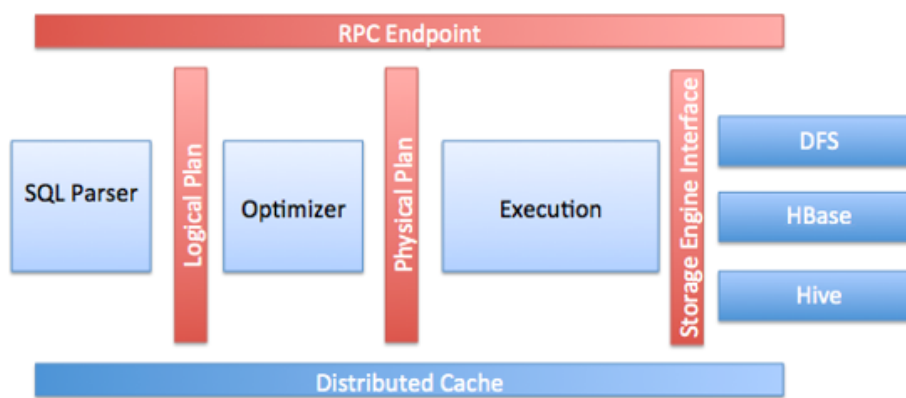 RPC Endpoint
SQL Parser
Logical Plan
Optimizer
Physical Plan
Execution
Storage Engine Interface
DFS
HBase
Hive
Distributed Cache